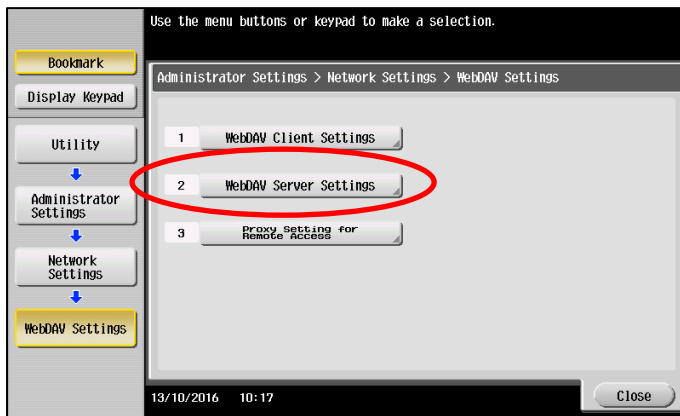 Use the menu buttons or keypad to make a selection.
Bookmark
Display Keypad
Utility
Administrator
Settings
Network
Settings
WebDAV Settings
Administrator Settings > Network Settings > WebDAV Settings
1 WebDAV Client Settings
2 WebDAV Server Settings
3 Proxy Setting for
Remote Access
13/10/2016 10:17
Close